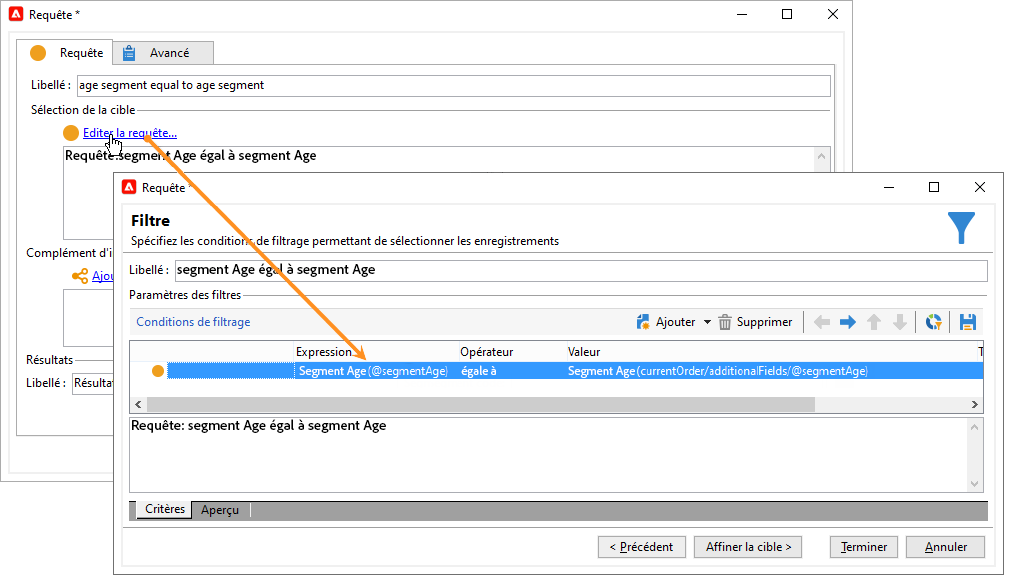 Requête *
Requête
Avancé
Libellé :
age segment equal to age segment
Sélection de la cible
Editer la requête...
Requête:segment Age égal à segment Age
Complément d'i
Ajou
Résultats
Libellé :
Résultat
Requête *
Filtre
Spécifiez les conditions de filtrage permettant de sélectionner les enregistrements
Libellé :
segment Age égal à segment Age
Paramètres des filtres
Conditions de filtrage
Ajouter
Supprimer
Expression
Opérateur
Valeur
T
Segment Age (@segmentAge)
égale à
Segment Age (currentOrder/additionalFields/@segmentAge)
Requête: segment Age égal à segment Age
Critères
Aperçu
< Précédent
Affiner la cible >
Terminer
Annuler